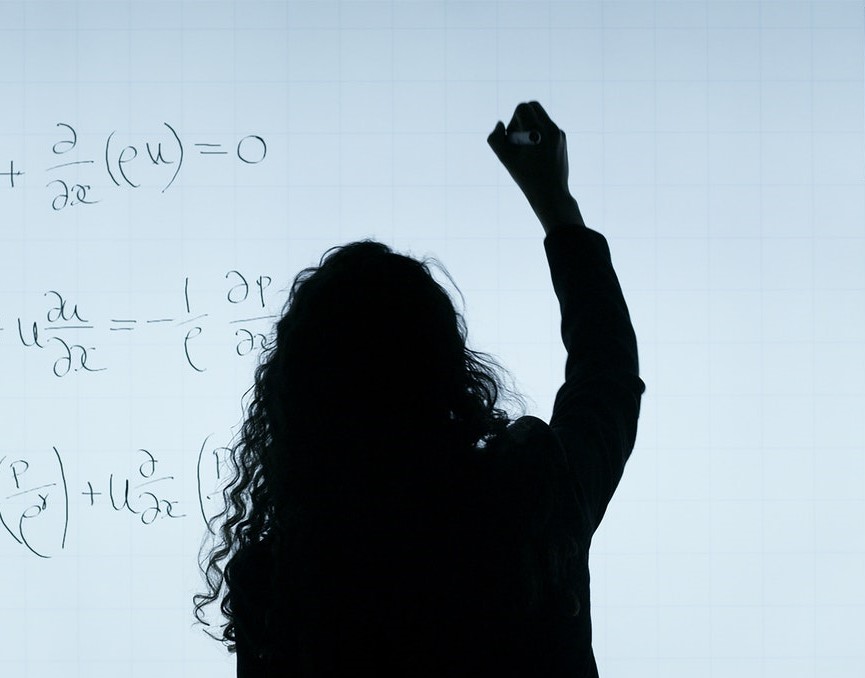 + ∂/∂x (ρu) = 0
u ∂u/∂x = - 1/ρ ∂p/∂x
(p/ρ^γ) + u ∂/∂x (p